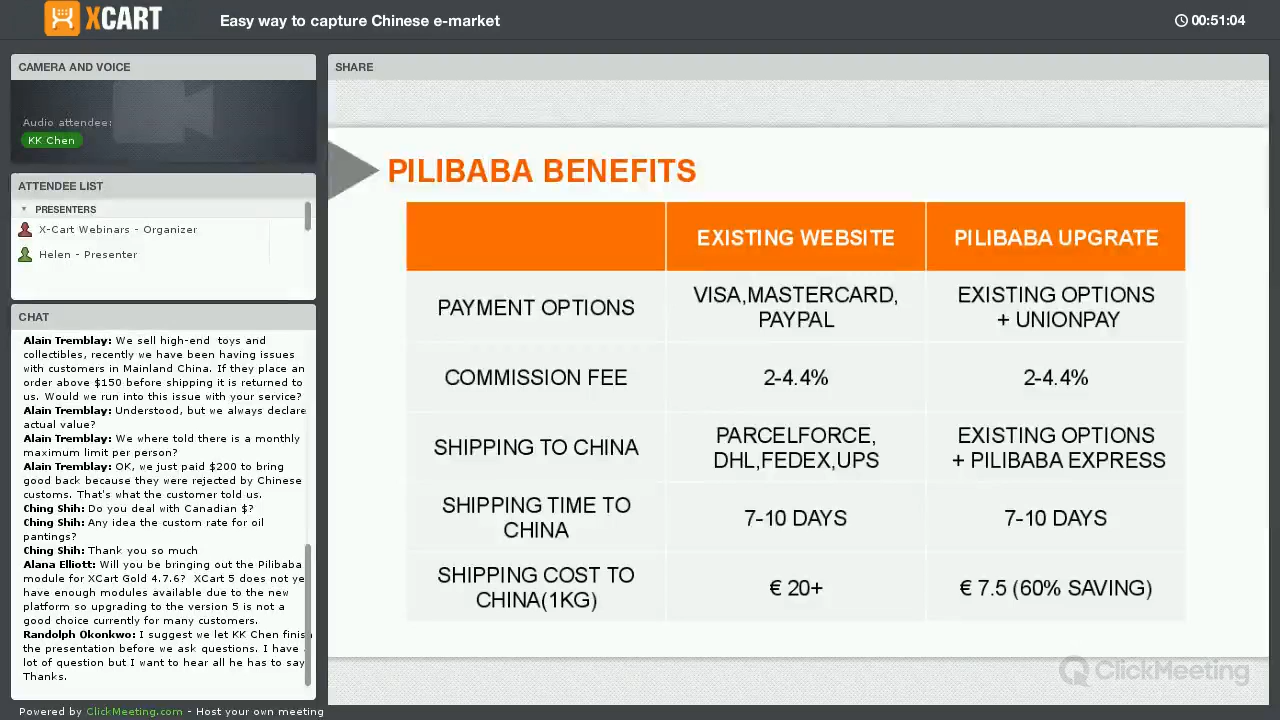 XCART
Easy way to capture Chinese e-market
00:51:04
CAMERA AND VOICE
Audio attendee:
KK Chen
ATTENDEE LIST
PRESENTERS
X-Cart Webinars - Organizer
Helen - Presenter
CHAT
Alain Tremblay: We sell high-end toys and
collectibles, recently we have been having issues
with customers in Mainland China. If they place an
order above $150 before shipping it is returned to
us. Would we run into this issue with your service?
Alain Tremblay: Understood, but we always declare
actual value?
Alain Tremblay: We where told there is a monthly
maximum limit per person?
Alain Tremblay: OK, we just paid $200 to bring
good back because they were rejected by Chinese
customs. That's what the customer told us.
Ching Shih: Do you deal with Canadian $?
Ching Shih: Any idea the custom rate for oil
pantings?
Ching Shih: Thank you so much
Alana Elliott: Will you be bringing out the Pilibaba
module for XCart Gold 4.7.6? XCart 5 does not ye
have enough modules available due to the new
platform so upgrading to the version 5 is not a
good choice currently for many customers.
Randolph Okonkwo: I suggest we let KK Chen finis
the presentation before we ask questions. I have
lot of question but I want to hear all he has to say
Thanks.
Powered by ClickMeeting.com - Host your own meeting
SHARE
PILIBABA BENEFITS
EXISTING WEBSITE
PILIBABA UPGRATE
PAYMENT OPTIONS
VISA,MASTERCARD,
PAYPAL
EXISTING OPTIONS
+ UNIONPAY
COMMISSION FEE
2-4.4%
2-4.4%
SHIPPING TO CHINA
PARCELFORCE,
DHL,FEDEX,UPS
EXISTING OPTIONS
+ PILIBABA EXPRESS
SHIPPING TIME TO
CHINA
7-10 DAYS
7-10 DAYS
SHIPPING COST TO
CHINA(1KG)
€ 20+
€ 7.5 (60% SAVING)
ClickMeeting